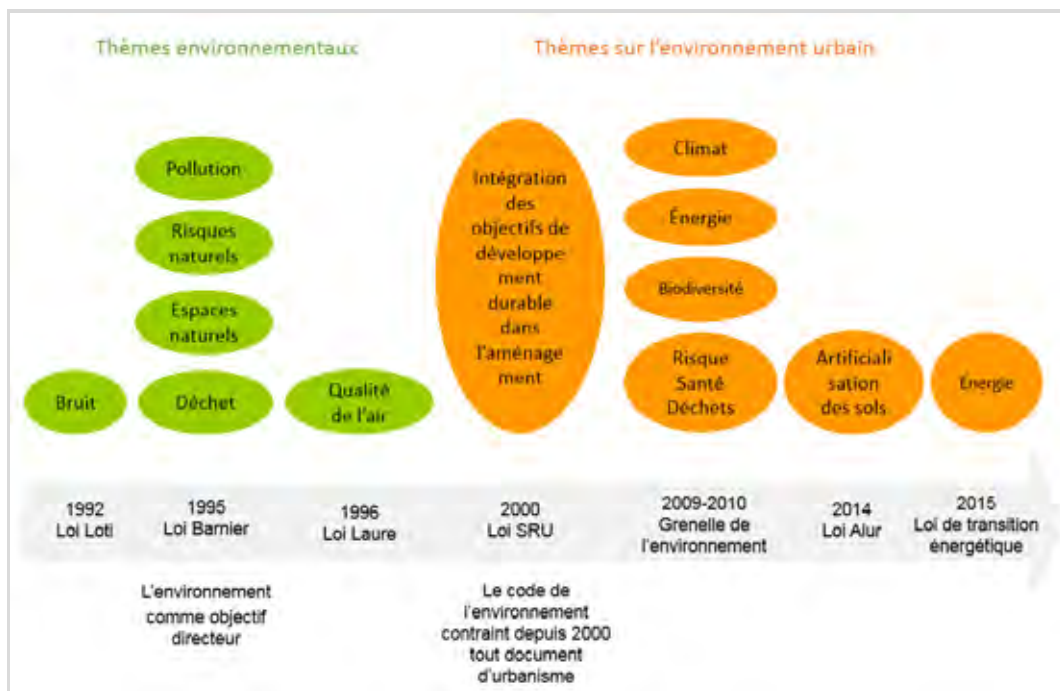 Thèmes environnementaux
Thèmes sur l'environnement urbain
Pollution
Risques
naturels
Espaces
naturels
Bruit
Déchet
Qualité
de l'air
Intégration
des
objectifs de
développe
ment
durable
dans
l'aménage
ment
Climat
Énergie
Biodiversité
Risque
Santé
Déchets
Artificiali
sation
des sols
Énergie
1992
Loi Loti
1995
Loi Barnier
1996
Loi Laure
2000
Loi SRU
2009-2010
Grenelle de
l'environnement
2014
Loi Alur
2015
Loi de transition
énergétique
L'environnement
comme objectif
directeur
Le code de
l'environnement
contraint depuis 2000
tout document
d'urbanisme